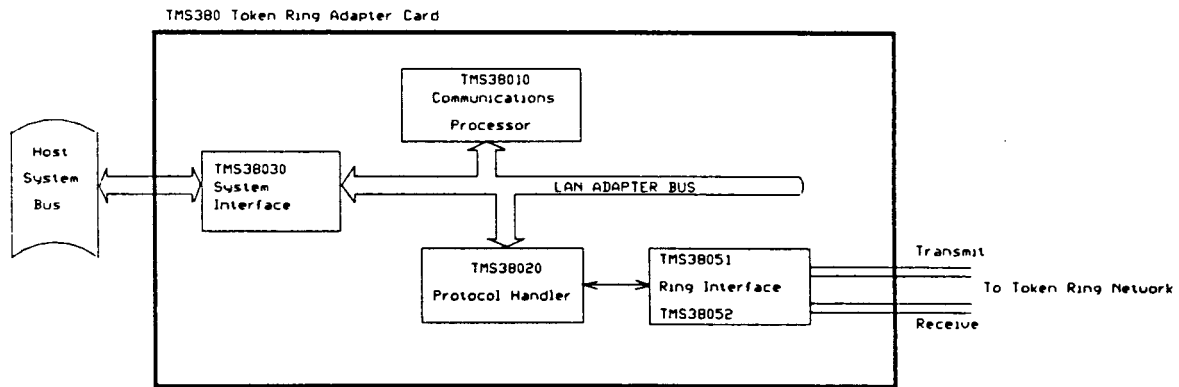 TMS380 Token Ring Adapter Card
TMS38010
Communications
Processor
Host
System
Bus
TMS38030
System
Interface
LAN ADAPTER BUS
TMS38020
Protocol Handler
TMS38051
Ring Interface
TMS38052
Transmit
To Token Ring Network
Receive